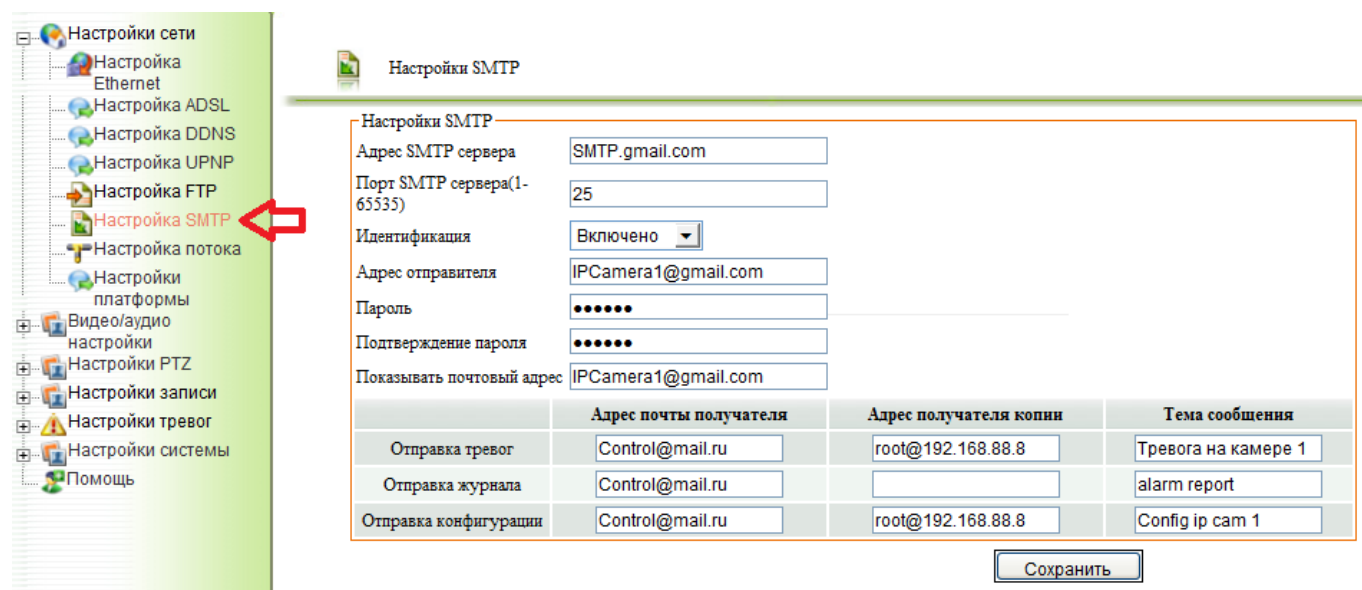 Настройки сети
Настройка
Ethernet
Настройка ADSL
Настройка DDNS
Настройка UPNP
Настройка FTP
Настройка SMTP
Настройка потока
Настройки
платформы
Видео/аудио
настройки
Настройки PTZ
Настройки записи
Настройки тревог
Настройки системы
Помощь
Настройки SMTP
Настройки SMTP
Адрес SMTP сервера SMTP.gmail.com
Порт SMTP сервера(1-
65535) 25
Идентификация Включено
Адрес отправителя IPCamera1@gmail.com
Пароль ●●●●●●
Подтверждение пароля ●●●●●●
Показывать почтовый адрес IPCamera1@gmail.com
Адрес почты получателя Адрес получателя копии Тема сообщения
Отправка тревог Control@mail.ru root@192.168.88.8 Тревога на камере 1
Отправка журнала Control@mail.ru alarm report
Отправка конфигурации Control@mail.ru root@192.168.88.8 Config ip cam 1
Сохранить